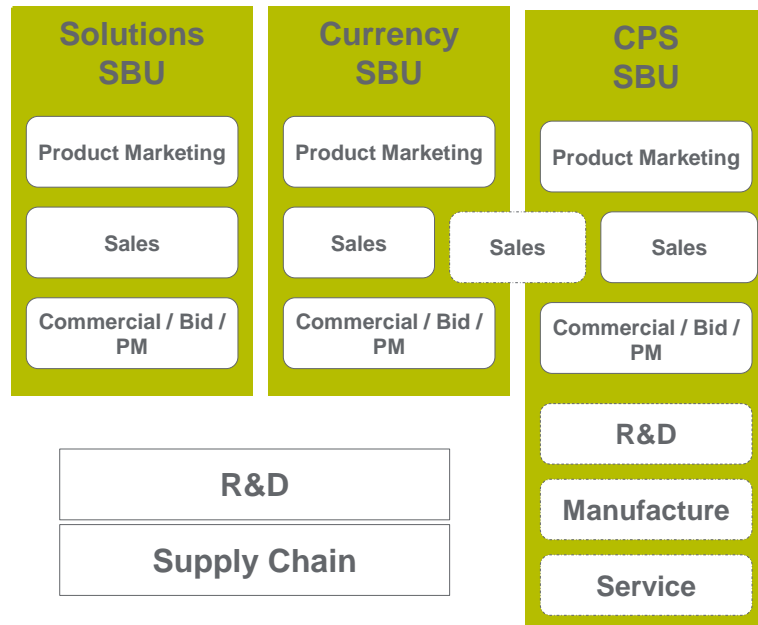 Solutions
SBU
Product Marketing
Sales
Commercial / Bid /
PM
Currency
SBU
Product Marketing
Sales
Commercial / Bid /
PM
Sales
CPS
SBU
Product Marketing
Sales
Commercial / Bid /
PM
R&D
Manufacture
Service
R&D
Supply Chain